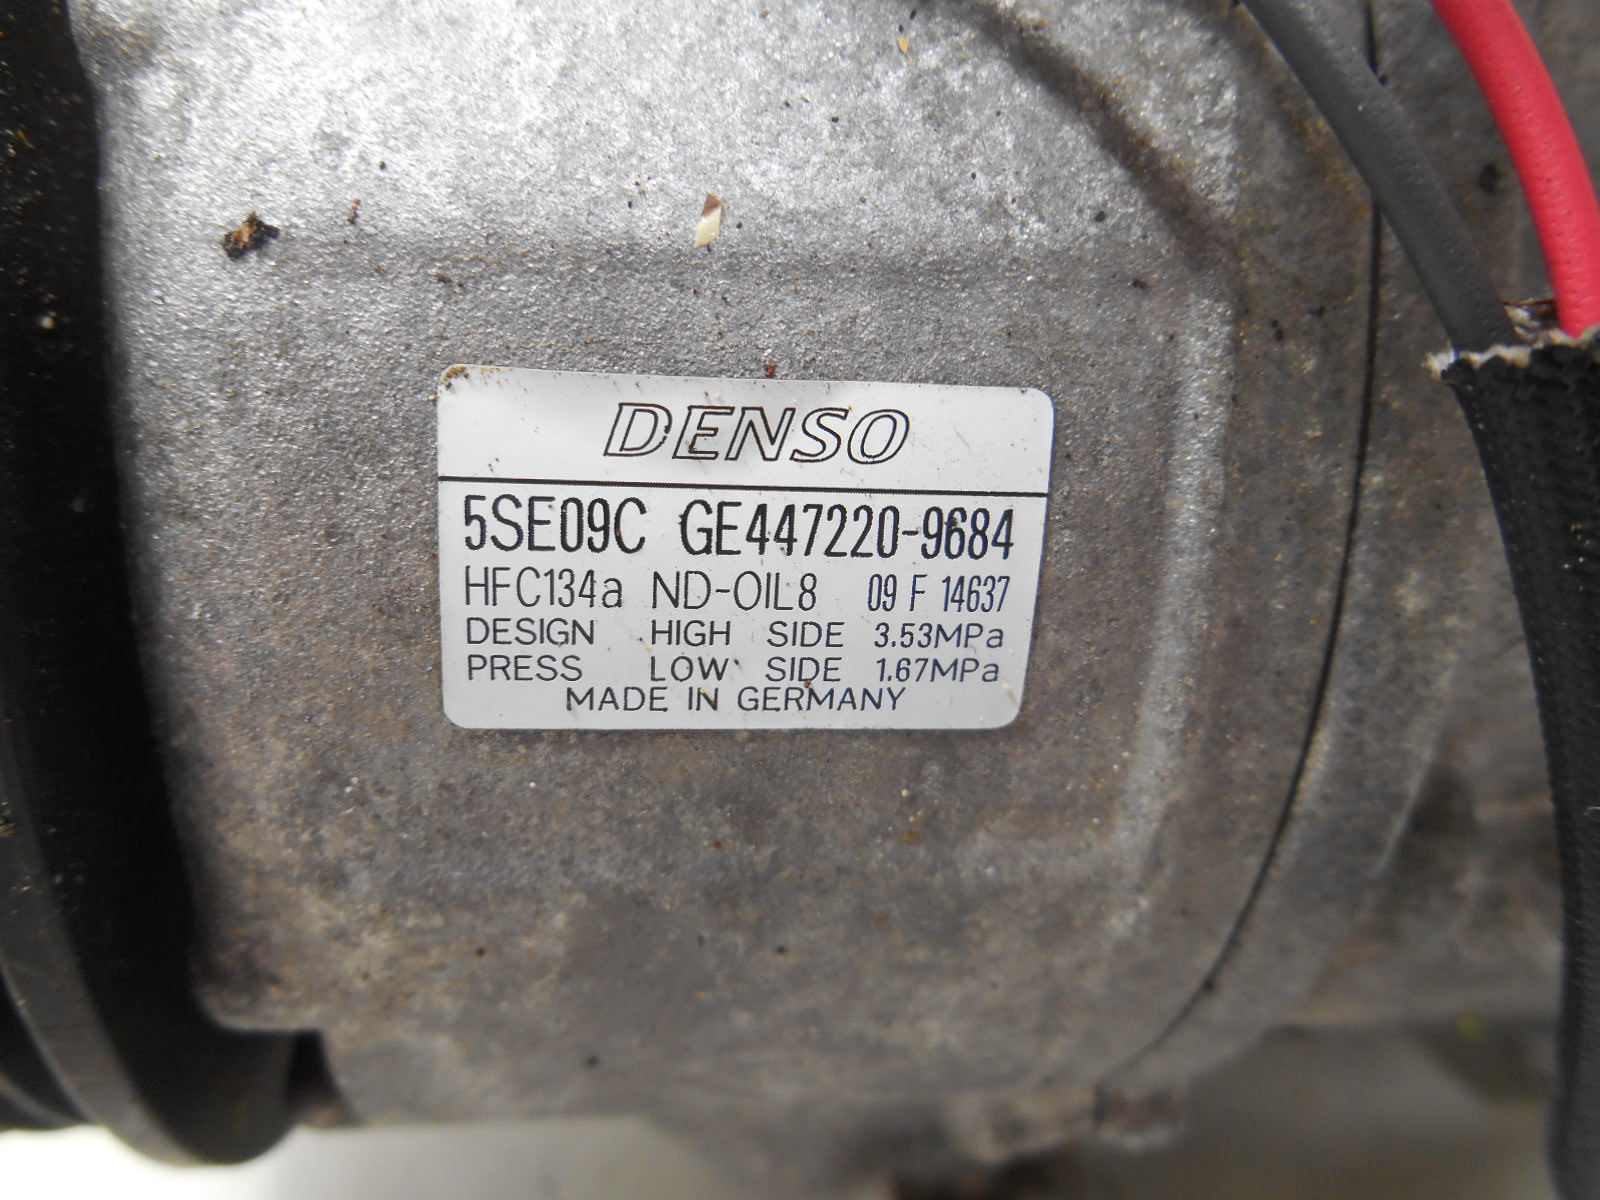 DENSO
5SE09C GE447220-9684
HFC134a ND-OIL8 09 F 14637
DESIGN HIGH SIDE 3.53MPa
PRESS LOW SIDE 1.67MPa
MADE IN GERMANY